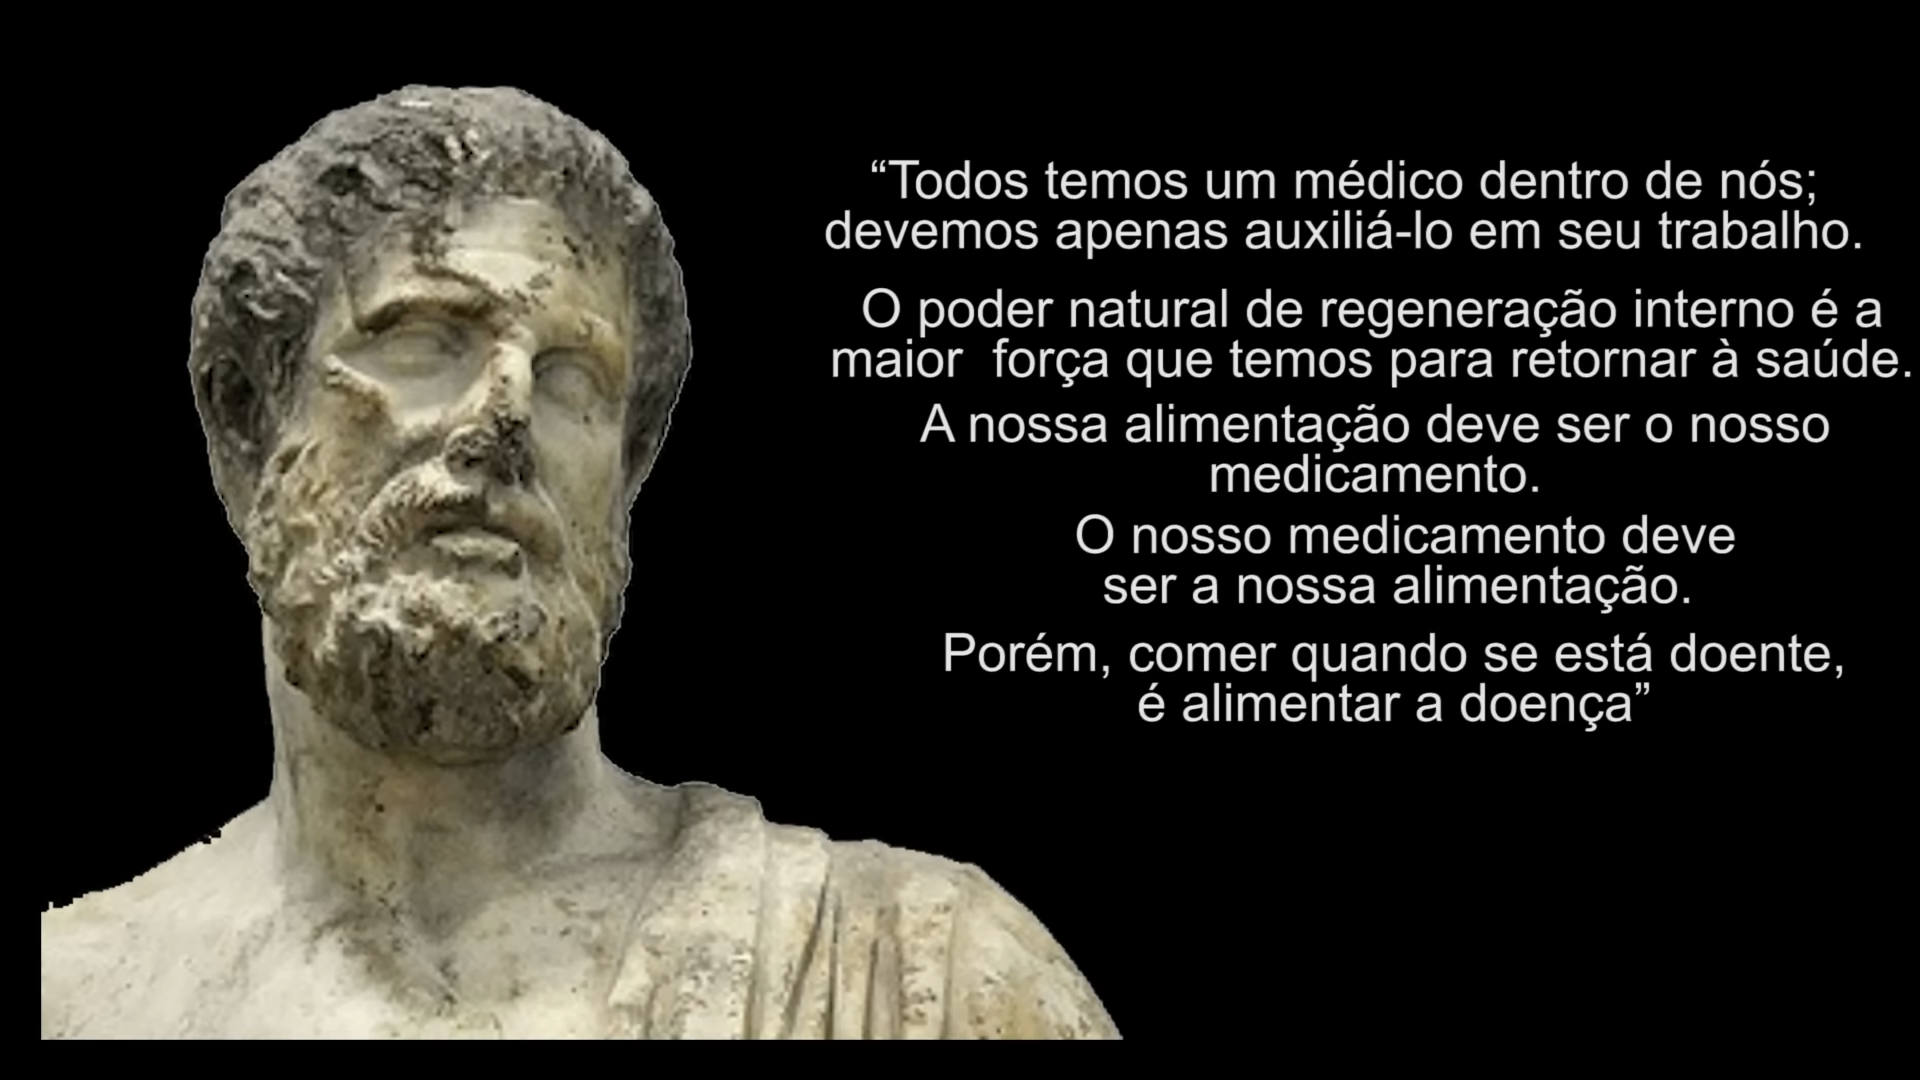 “Todos temos um médico dentro de nós;
devemos apenas auxiliá-lo em seu trabalho.
O poder natural de regeneração interno é a
maior  força que temos para retornar à saúde.
A nossa alimentação deve ser o nosso
medicamento.
O nosso medicamento deve
ser a nossa alimentação.
Porém, comer quando se está doente,
é alimentar a doença”